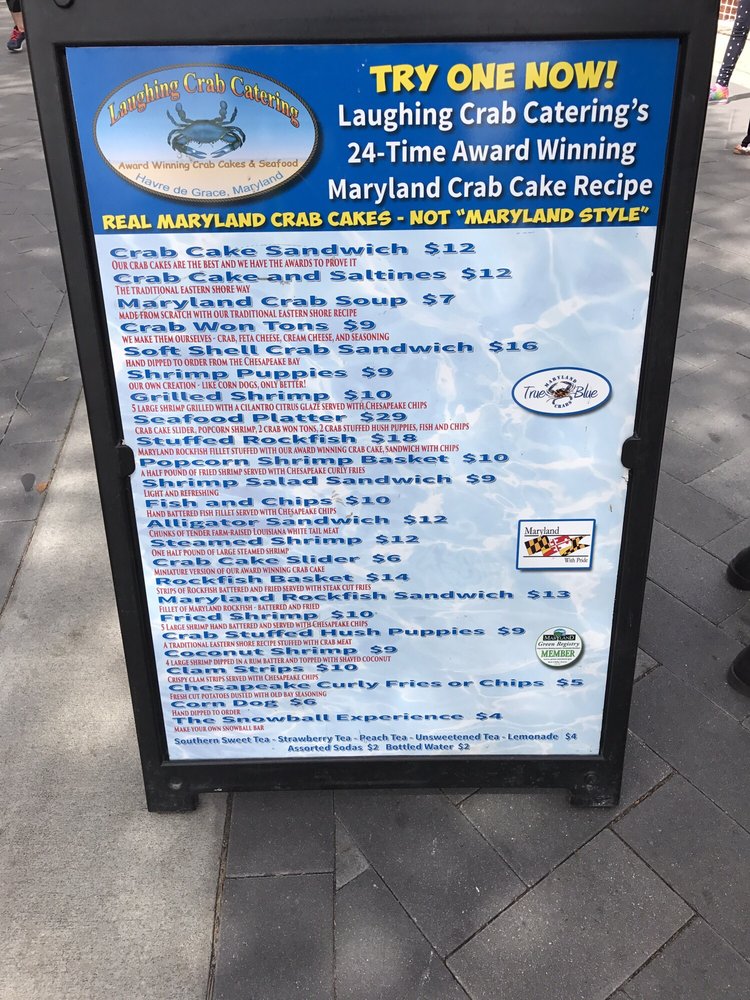 Laughing Crab Catering
Award Winning Crab Cakes & Seafood
Havre de Grace, Maryland
TRY ONE NOW!
Laughing Crab Catering's
24-Time Award Winning
Maryland Crab Cake Recipe
REAL MARYLAND CRAB CAKES - NOT "MARYLAND STYLE"
Crab Cake Sandwich $12
Our crab cakes are the best and we have the awards to prove it
Crab Cake and Saltines $12
The traditional Eastern Shore way
Maryland Crab Soup $7
Made from scratch with our traditional Eastern Shore recipe
Crab Won Tons $9
We make them ourselves - crab, feta cheese, cream cheese, and seasoning
Soft Shell Crab Sandwich $16
Hand dipped to order from the Chesapeake Bay
Shrimp Puppies $9
Our own creation - like corn dogs, only better!
Grilled Shrimp $10
5 large shrimp grilled with a cilantro citrus glaze served with Chesapeake chips
Seafood Platter $29
Crab cake slider, popcorn shrimp, 2 crab won tons, 2 crab stuffed hush puppies, fish and chips
Stuffed Rockfish $18
Maryland rockfish fillet stuffed with our award winning crab cake, sandwich with chips
Popcorn Shrimp Basket $10
A half pound of fried shrimp served with Chesapeake curly fries
Shrimp Salad Sandwich $9
Light and refreshing
Fish and Chips $10
Hand battered fish fillet served with Chesapeake chips
Alligator Sandwich $12
Chunks of tender farm-raised Louisiana white tail meat
Steamed Shrimp $12
One half pound of large steamed shrimp
Crab Cake Slider $6
Miniature version of our award winning crab cake
Rockfish Basket $14
Strips of Rockfish battered and fried served with steak cut fries
Maryland Rockfish Sandwich $13
Fillet of Maryland rockfish - battered and fried
Fried Shrimp $10
5 large shrimp hand battered and served with Chesapeake chips
Crab Stuffed Hush Puppies $9
A traditional Eastern Shore recipe stuffed with crab meat
Coconut Shrimp $9
4 large shrimp dipped in a rum batter and topped with shaved coconut
Clam Strips $10
Crispy clam strips served with Chesapeake chips
Chesapeake Curly Fries or Chips $5
Fresh cut potatoes dusted with Old Bay seasoning
Corn Dog $6
Hand dipped to order
The Snowball Experience $4
Make your own snowball bar
Southern Sweet Tea - Strawberry Tea - Peach Tea - Unsweetened Tea - Lemonade $4
Assorted Sodas $2 Bottled Water $2
MARYLAND
True Blue
CRABS
Maryland
With Pride
MARYLAND
Green Registry
MEMBER